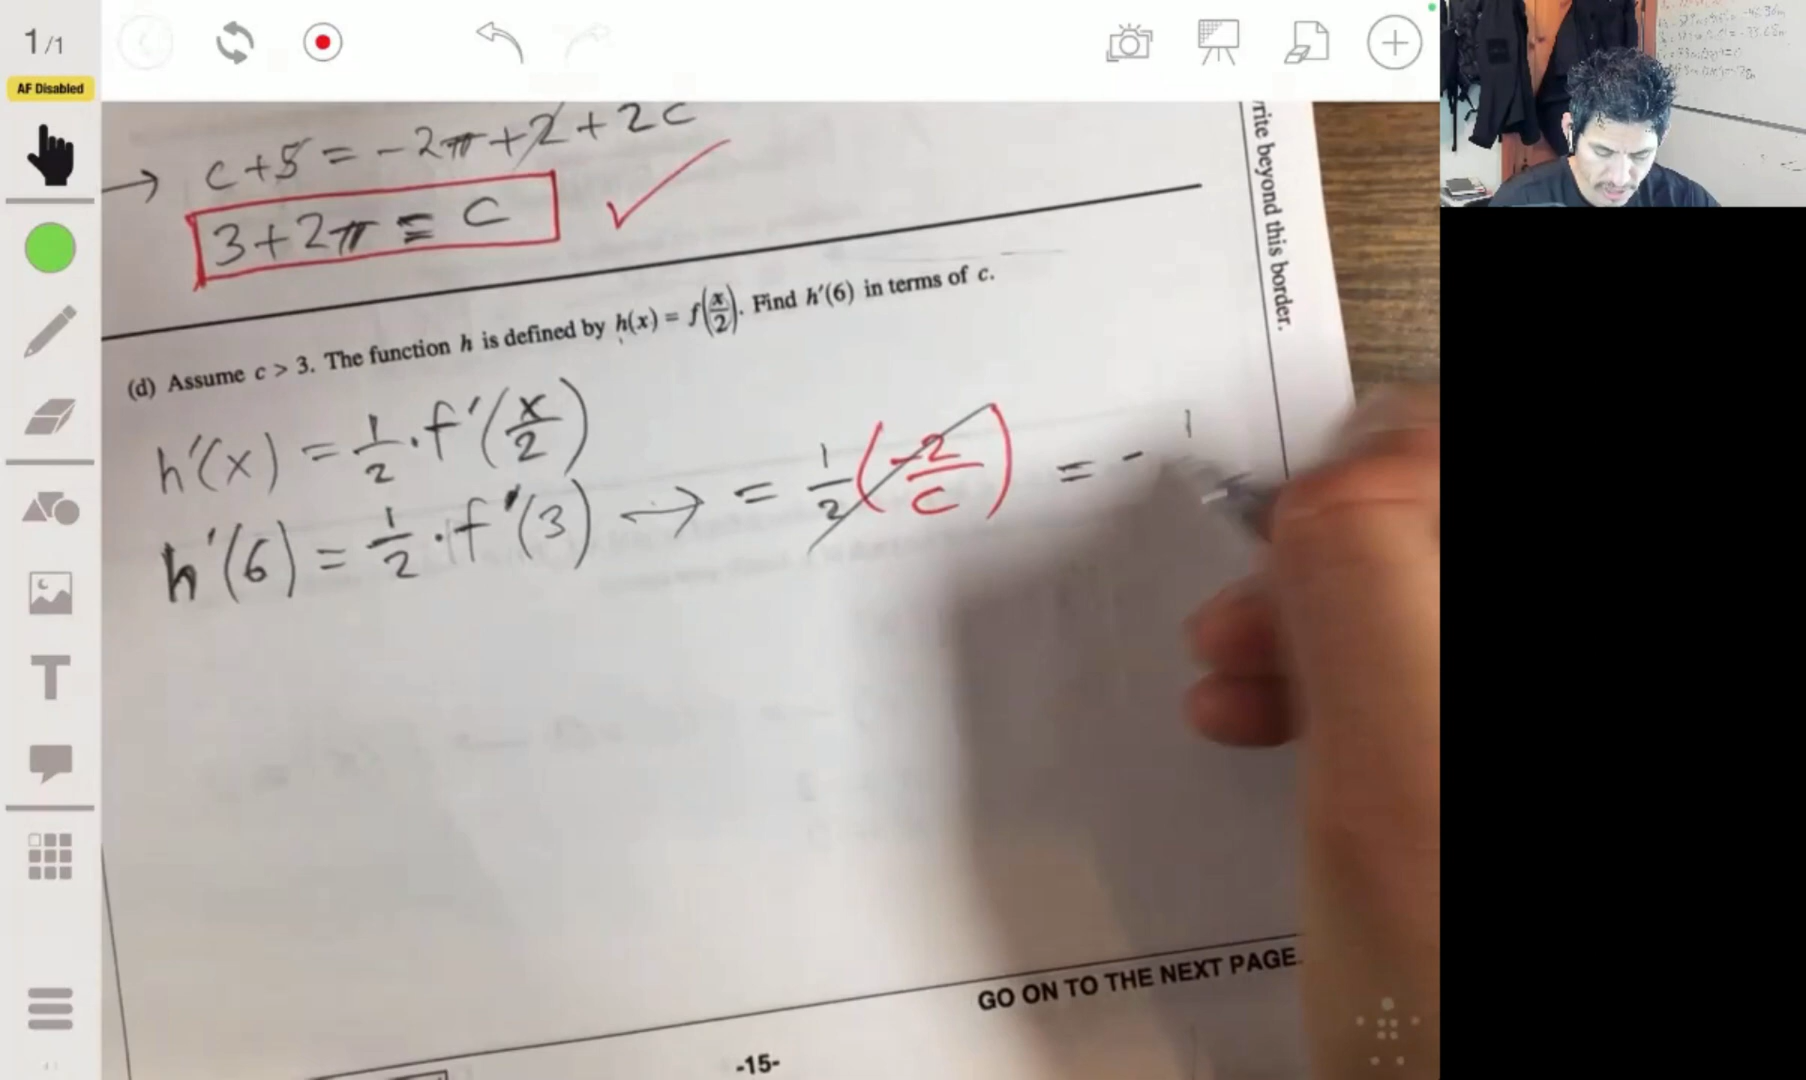 1/1
AF Disabled
→ c+5 = -2π+2+2c
3+2π = c ✓
rite beyond this border.
(d) Assume c > 3. The function h is defined by h(x) = f(x/2). Find h′(6) in terms of c.
h′(x) = 1/2 · f′(x/2)
h′(6) = 1/2 · f′(3) → = 1/2 (-2/c) = - 1
T
GO ON TO THE NEXT PAGE.
-15-